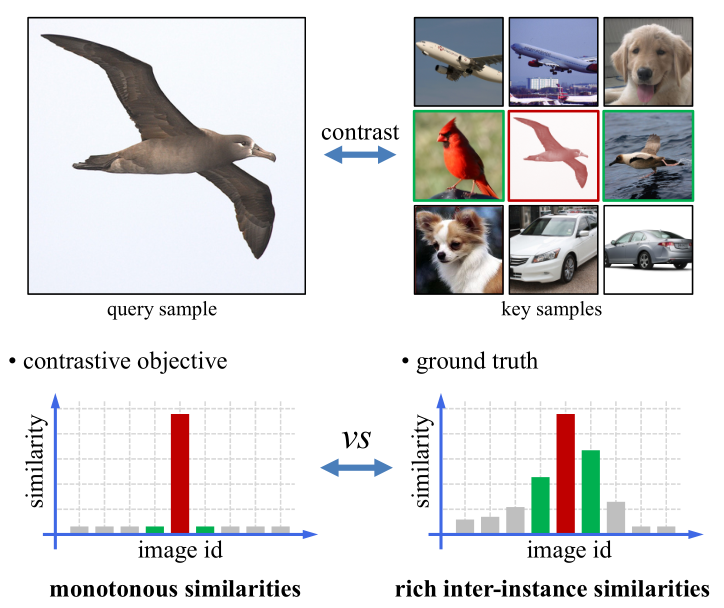 contrast
query sample
key samples
• contrastive objective
• ground truth
similarity
vs
similarity
image id
image id
monotonous similarities
rich inter-instance similarities